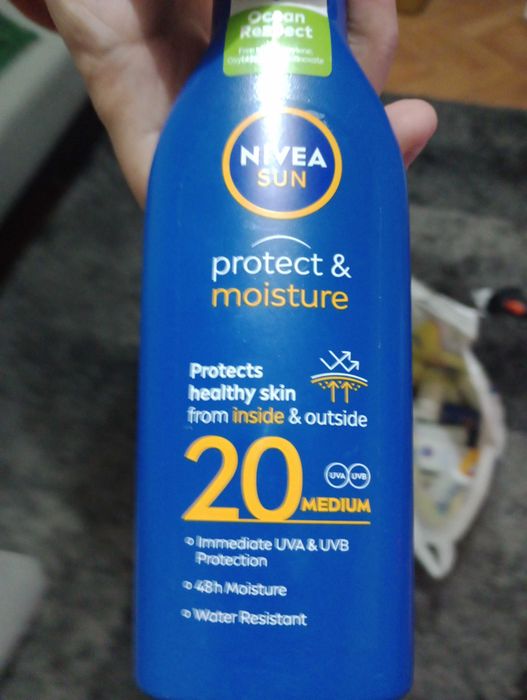 Ocean
Respect
NIVEA
SUN
protect &
moisture
Protects
healthy skin
from inside & outside
20
UVA UVB
MEDIUM
Immediate UVA & UVB
Protection
48h Moisture
Water Resistant